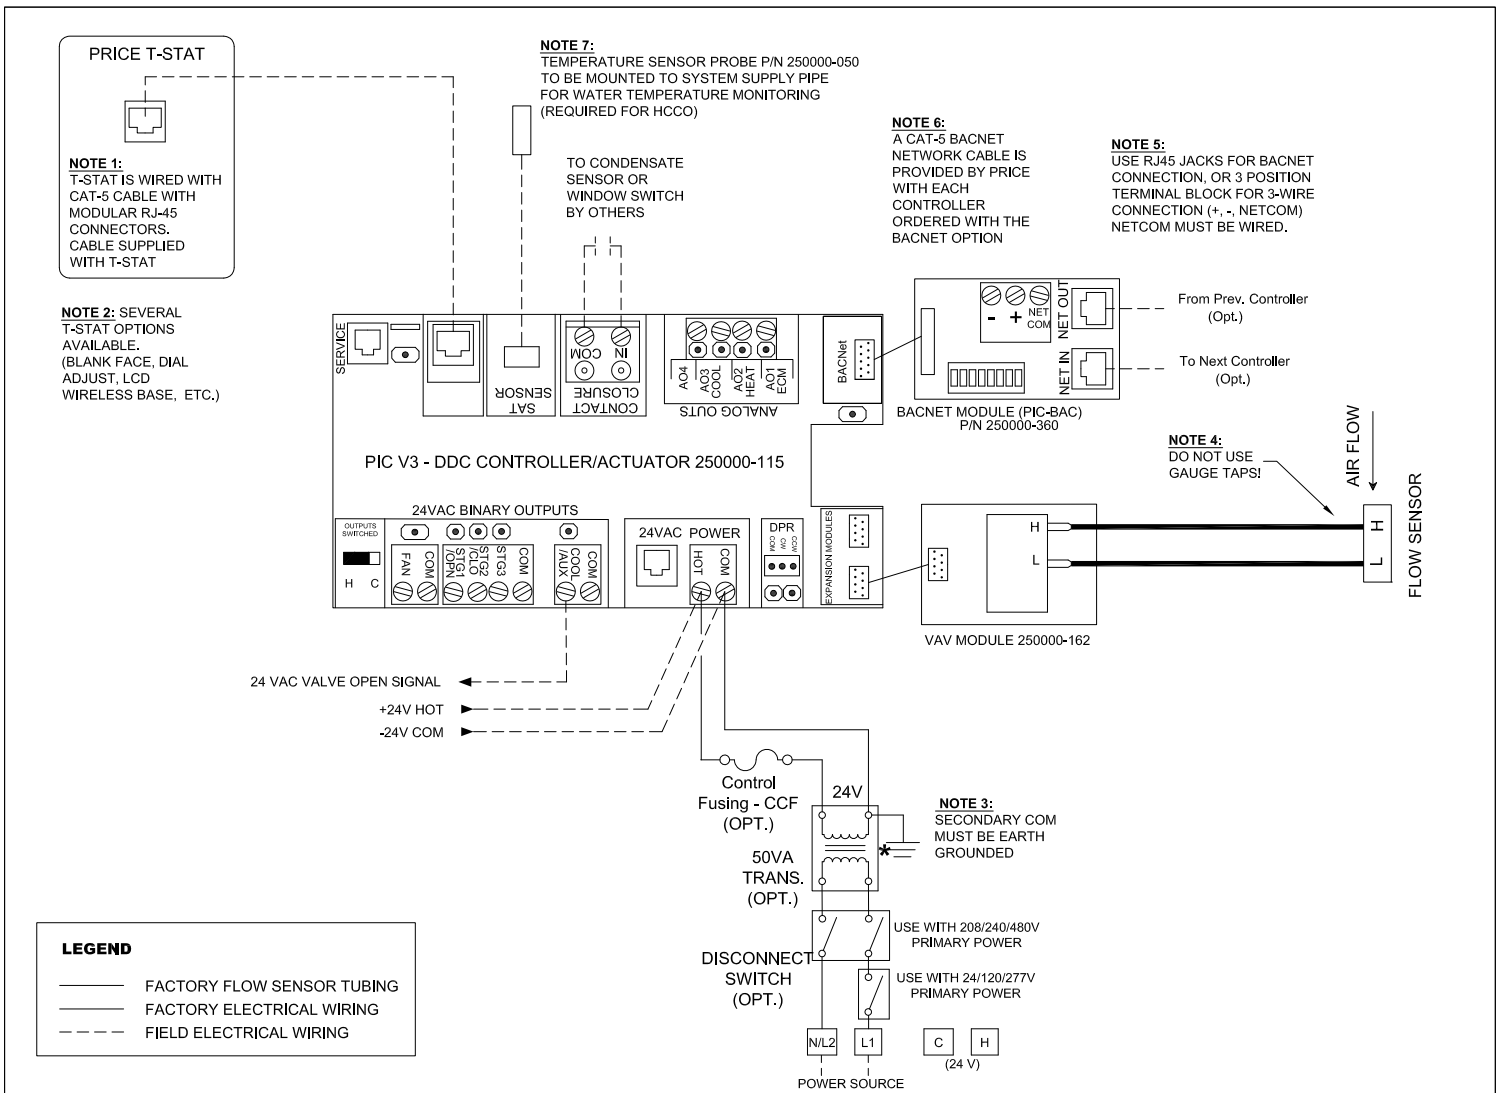 PRICE T-STAT
NOTE 1:
T-STAT IS WIRED WITH
CAT-5 CABLE WITH
MODULAR RJ-45
CONNECTORS.
CABLE SUPPLIED
WITH T-STAT
NOTE 2: SEVERAL
T-STAT OPTIONS
AVAILABLE.
(BLANK FACE, DIAL
ADJUST, LCD
WIRELESS BASE, ETC.)
NOTE 7:
TEMPERATURE SENSOR PROBE P/N 250000-050
TO BE MOUNTED TO SYSTEM SUPPLY PIPE
FOR WATER TEMPERATURE MONITORING
(REQUIRED FOR HCCO)
TO CONDENSATE
SENSOR OR
WINDOW SWITCH
BY OTHERS
NOTE 6:
A CAT-5 BACNET
NETWORK CABLE IS
PROVIDED BY PRICE
WITH EACH
CONTROLLER
ORDERED WITH THE
BACNET OPTION
NOTE 5:
USE RJ45 JACKS FOR BACNET
CONNECTION, OR 3 POSITION
TERMINAL BLOCK FOR 3-WIRE
CONNECTION (+, -, NETCOM)
NETCOM MUST BE WIRED.
SERVICE
SAT
SENSOR
COM
IN
CONTACT
CLOSURE
AO4
AO3
COOL
AO2
HEAT
AO1
ECM
ANALOG OUTS
BACNet
- + NET
COM
NET OUT
NET IN
From Prev. Controller
(Opt.)
To Next Controller
(Opt.)
BACNET MODULE (PIC-BAC)
P/N 250000-360
PIC V3 - DDC CONTROLLER/ACTUATOR 250000-115
NOTE 4:
DO NOT USE
GAUGE TAPS!
AIR FLOW
H
L
FLOW SENSOR
24VAC BINARY OUTPUTS
OUTPUTS
SWITCHED
H C
FAN
COM
STG1
/OPN
STG2
/CLO
STG3
COM
COOL
/AUX
COM
24VAC POWER
HOT
COM
DPR
COM
CW
CCW
EXPANSION MODULES
H
L
VAV MODULE 250000-162
24 VAC VALVE OPEN SIGNAL
+24V HOT
-24V COM
Control
Fusing - CCF
(OPT.)
24V
NOTE 3:
SECONDARY COM
MUST BE EARTH
GROUNDED
*
50VA
TRANS.
(OPT.)
USE WITH 208/240/480V
PRIMARY POWER
DISCONNECT
SWITCH
(OPT.)
USE WITH 24/120/277V
PRIMARY POWER
N/L2
L1
C
H
(24 V)
POWER SOURCE
LEGEND
FACTORY FLOW SENSOR TUBING
FACTORY ELECTRICAL WIRING
FIELD ELECTRICAL WIRING